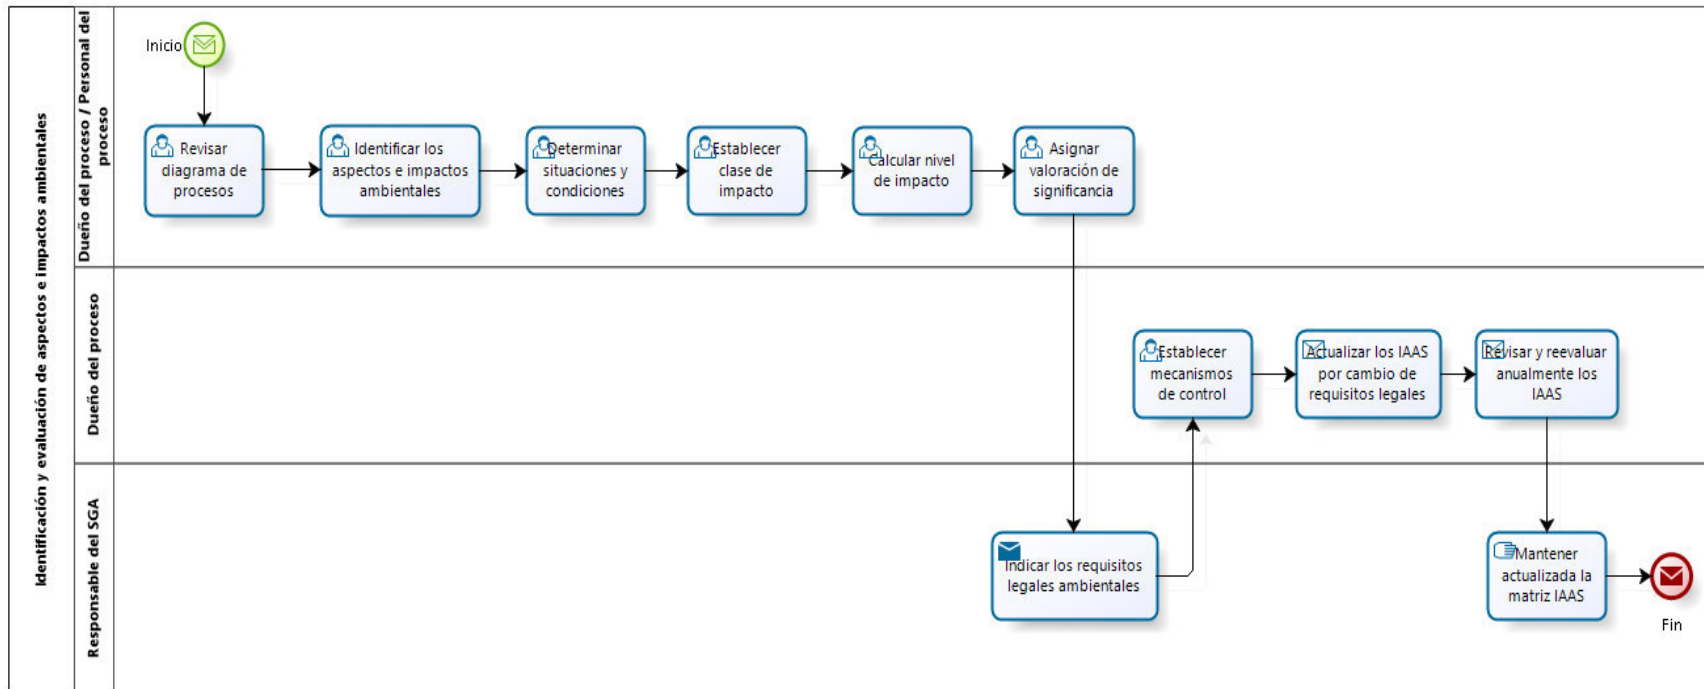 Identificación y evaluación de aspectos e impactos ambientales
Dueño del proceso / Personal del
proceso
Inicio
Revisar
diagrama de
procesos
Identificar los
aspectos e impactos
ambientales
Determinar
situaciones y
condiciones
Establecer
clase de
impacto
Calcular nivel
de impacto
Asignar
valoración de
significancia
Dueño del proceso
Establecer
mecanismos
de control
Actualizar los IAAS
por cambio de
requisitos legales
Revisar y reevaluar
anualmente los
IAAS
Responsable del SGA
Indicar los requisitos
legales ambientales
Mantener
actualizada la
matriz IAAS
Fin